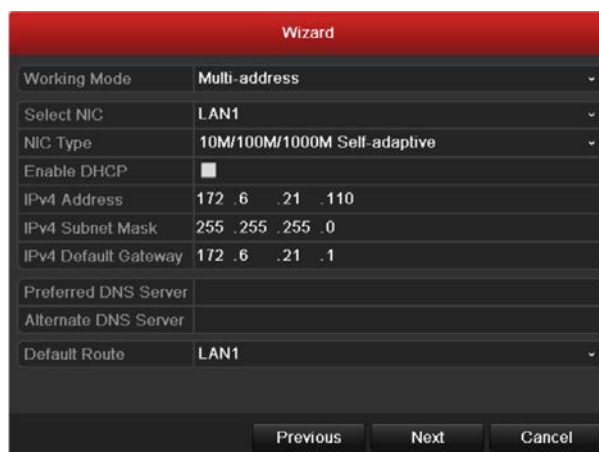 Wizard
Working Mode Multi-address
Select NIC LAN1
NIC Type 10M/100M/1000M Self-adaptive
Enable DHCP
IPv4 Address 172 .6 .21 .110
IPv4 Subnet Mask 255 .255 .255 .0
IPv4 Default Gateway 172 .6 .21 .1
Preferred DNS Server
Alternate DNS Server
Default Route LAN1
Previous Next Cancel